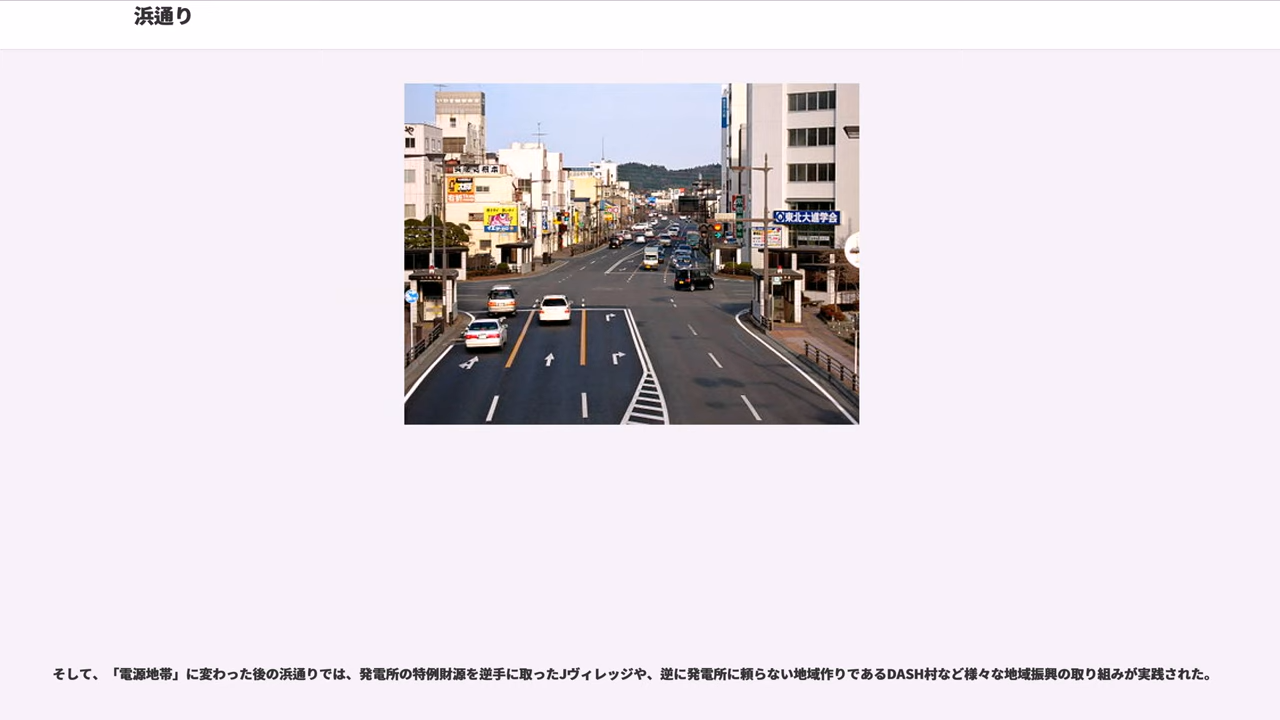 浜通り
東北大進学会
そして、「電源地帯」に変わった後の浜通りでは、発電所の特例財源を逆手に取ったJヴィレッジや、逆に発電所に頼らない地域作りであるDASH村など様々な地域振興の取り組みが実践された。